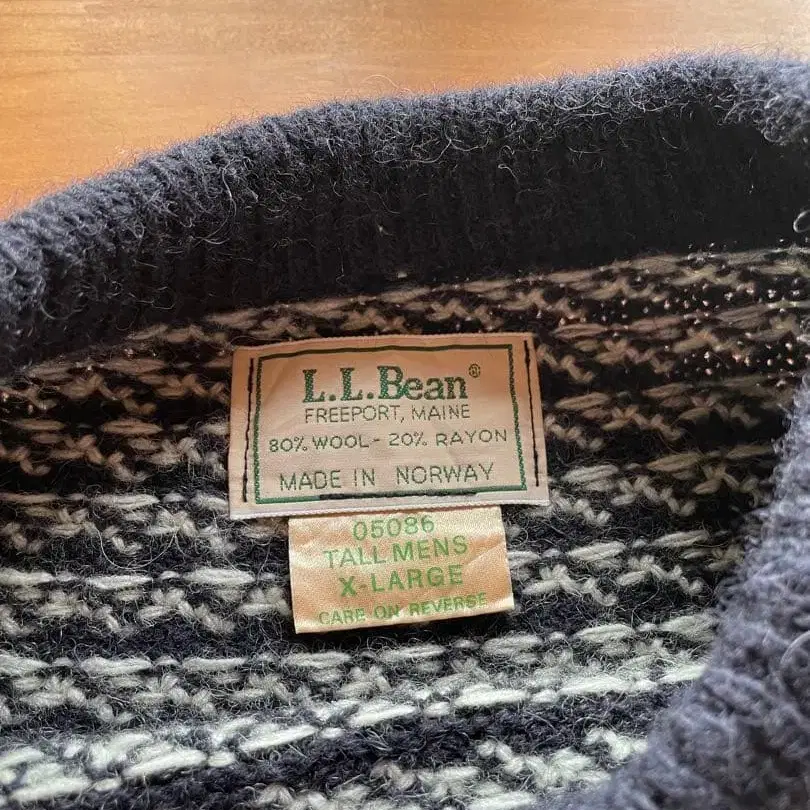 L.L.Bean®
FREEPORT, MAINE
80% WOOL - 20% RAYON
MADE IN NORWAY
05086
TALL MENS
X-LARGE
CARE ON REVERSE